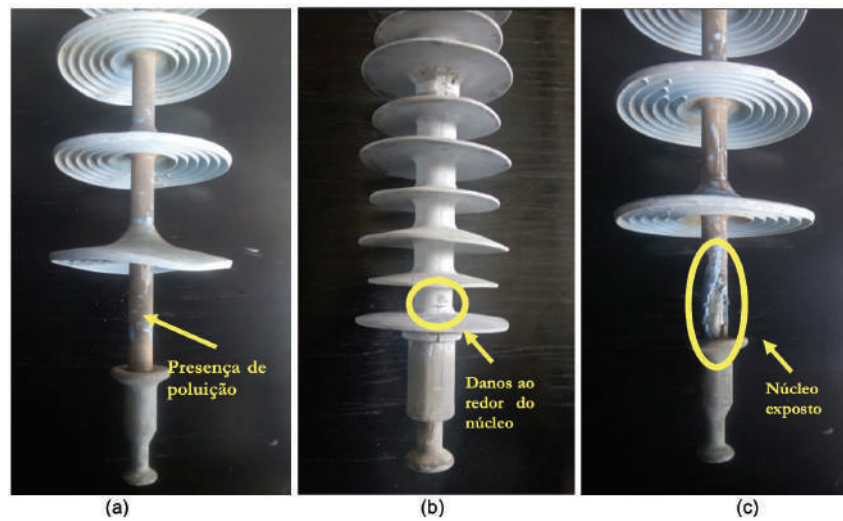 Presença de
poluição
(a)
Danos ao
redor do
núcleo
(b)
Núcleo
exposto
(c)